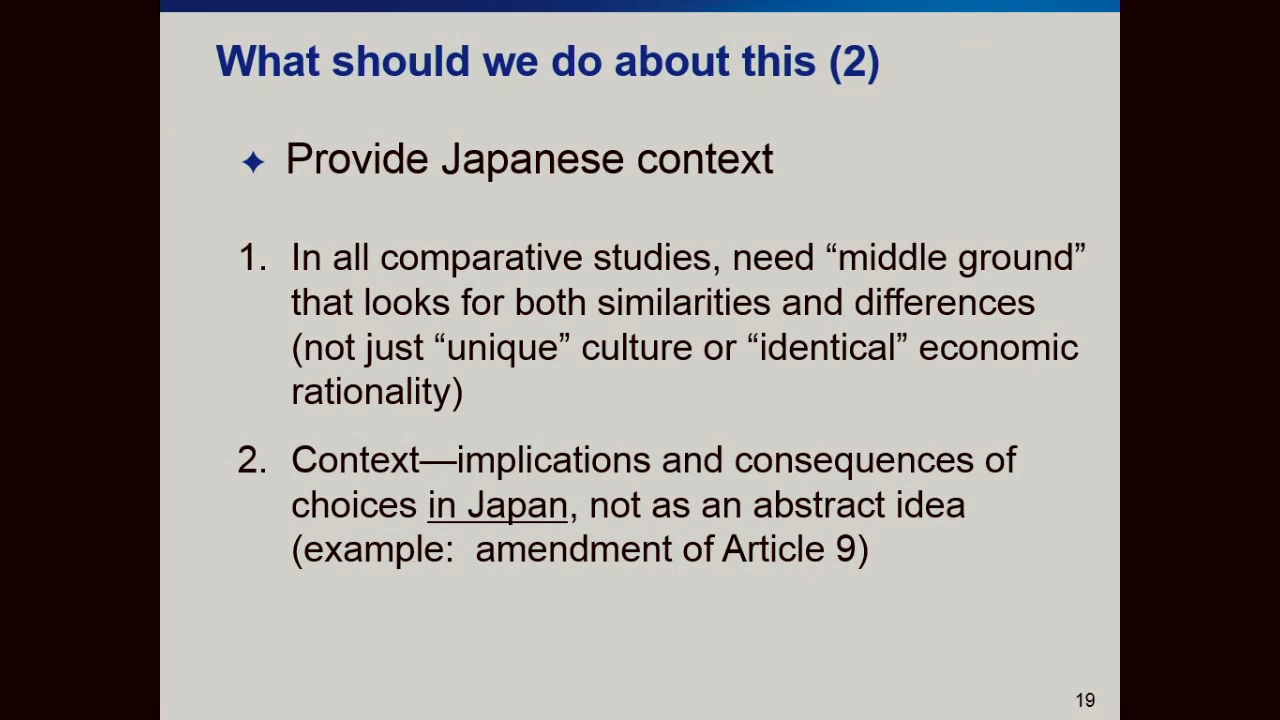 What should we do about this (2)
✦ Provide Japanese context
1. In all comparative studies, need “middle ground”
that looks for both similarities and differences
(not just “unique” culture or “identical” economic
rationality)
2. Context—implications and consequences of
choices in Japan, not as an abstract idea
(example:  amendment of Article 9)
19